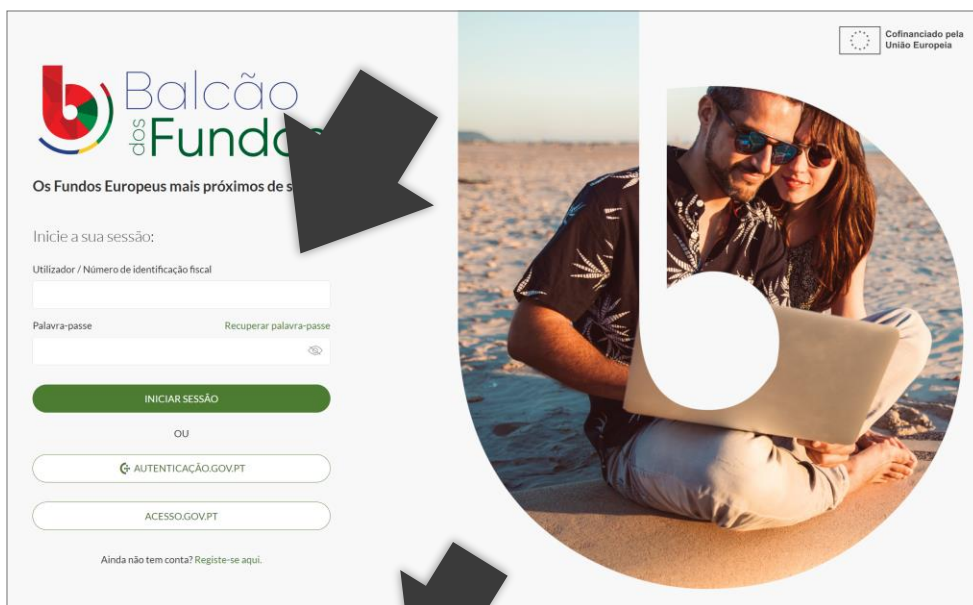 Cofinanciado pela
União Europeia
Balcão
dos
Os Fundos Europeus mais próximos de
Inicie a sua sessão:
Utilizador / Número de identificação fiscal
Palavra-passe
Recuperar palavra-passe
INICIAR SESSÃO
OU
AUTENTICAÇÃO.GOV.PT
ACESSO.GOV.PT
Ainda não tem conta? Registe-se aqui.